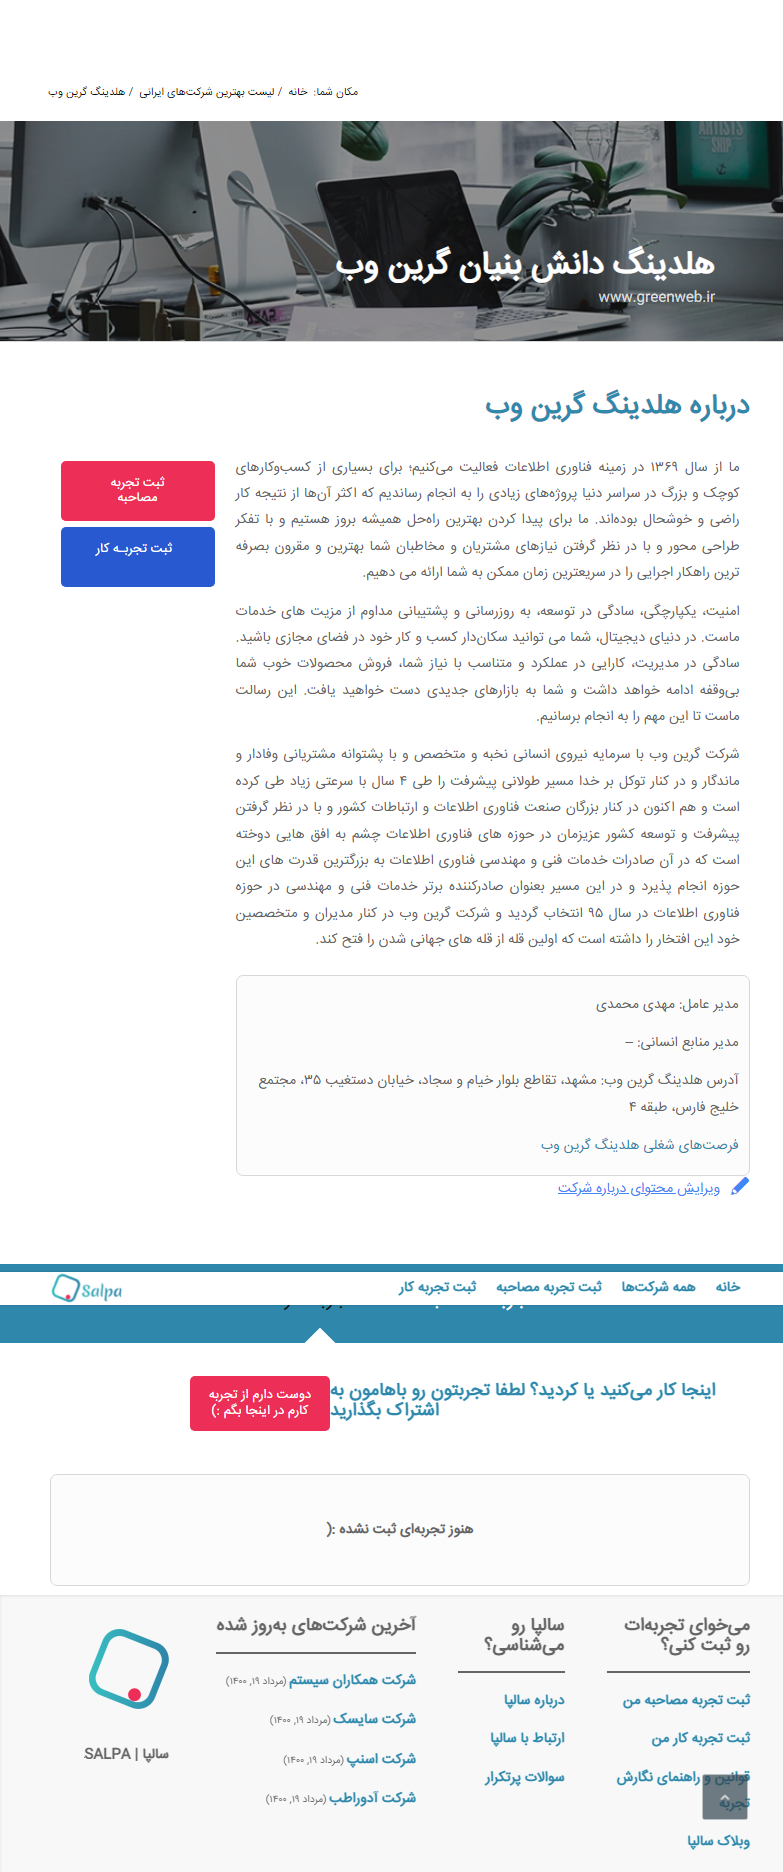 مکان شما: خانه / لیست بهترین شرکت‌های ایرانی / هلدینگ گرین وب
ARTISTS
SHIP
هلدینگ دانش بنیان گرین وب
www.greenweb.ir
درباره هلدینگ گرین وب
ثبت تجربه
مصاحبه
ثبت تجربـه کار
ما از سال ۱۳۶۹ در زمینه فناوری اطلاعات فعالیت می‌کنیم؛ برای بسیاری از کسب‌وکارهای
کوچک و بزرگ در سراسر دنیا پروژه‌های زیادی را به انجام رساندیم که اکثر آن‌ها از نتیجه کار
راضی و خوشحال بوده‌اند. ما برای پیدا کردن بهترین راه‌حل همیشه بروز هستیم و با تفکر
طراحی محور و با در نظر گرفتن نیازهای مشتریان و مخاطبان شما بهترین و مقرون بصرفه
ترین راهکار اجرایی را در سریعترین زمان ممکن به شما ارائه می دهیم.
امنیت، یکپارچگی، سادگی در توسعه، به روزرسانی و پشتیبانی مداوم از مزیت های خدمات
ماست. در دنیای دیجیتال، شما می توانید سکان‌دار کسب و کار خود در فضای مجازی باشید.
سادگی در مدیریت، کارایی در عملکرد و متناسب با نیاز شما، فروش محصولات خوب شما
بی‌وقفه ادامه خواهد داشت و شما به بازارهای جدیدی دست خواهید یافت. این رسالت
ماست تا این مهم را به انجام برسانیم.
شرکت گرین وب با سرمایه نیروی انسانی نخبه و متخصص و با پشتوانه مشتریانی وفادار و
ماندگار و در کنار توکل بر خدا مسیر طولانی پیشرفت را طی ۴ سال با سرعتی زیاد طی کرده
است و هم اکنون در کنار بزرگان صنعت فناوری اطلاعات و ارتباطات کشور و با در نظر گرفتن
پیشرفت و توسعه کشور عزیزمان در حوزه های فناوری اطلاعات چشم به افق هایی دوخته
است که در آن صادرات خدمات فنی و مهندسی فناوری اطلاعات به بزرگترین قدرت های این
حوزه انجام پذیرد و در این مسیر بعنوان صادرکننده برتر خدمات فنی و مهندسی در حوزه
فناوری اطلاعات در سال ۹۵ انتخاب گردید و شرکت گرین وب در کنار مدیران و متخصصین
خود این افتخار را داشته است که اولین قله از قله های جهانی شدن را فتح کند.
مدیر عامل: مهدی محمدی
مدیر منابع انسانی: –
آدرس هلدینگ گرین وب: مشهد، تقاطع بلوار خیام و سجاد، خیابان دستغیب ۳۵، مجتمع
خلیج فارس، طبقه ۴
فرصت‌های شغلی هلدینگ گرین وب
ویرایش محتوای درباره شرکت
خانه همه شرکت‌ها ثبت تجربه مصاحبه ثبت تجربه کار
Salpa
اینجا کار می‌کنید یا کردید؟ لطفا تجربتون رو باهامون به
اشتراک بگذارید
دوست دارم از تجربه
کارم در اینجا بگم :)
هنوز تجربه‌ای ثبت نشده :(
می‌خوای تجربه‌ات
رو ثبت کنی؟
ثبت تجربه مصاحبه من
ثبت تجربه کار من
قوانین و راهنمای نگارش
تجربه
وبلاگ سالپا
سالپا رو
می‌شناسی؟
درباره سالپا
ارتباط با سالپا
سوالات پرتکرار
آخرین شرکت‌های به‌روز شده
شرکت همکاران سیستم (مرداد ۱۹, ۱۴۰۰)
شرکت سایسک (مرداد ۱۹, ۱۴۰۰)
شرکت اسنپ (مرداد ۱۹, ۱۴۰۰)
شرکت آدوراطب (مرداد ۱۹, ۱۴۰۰)
سالپا | SALPA